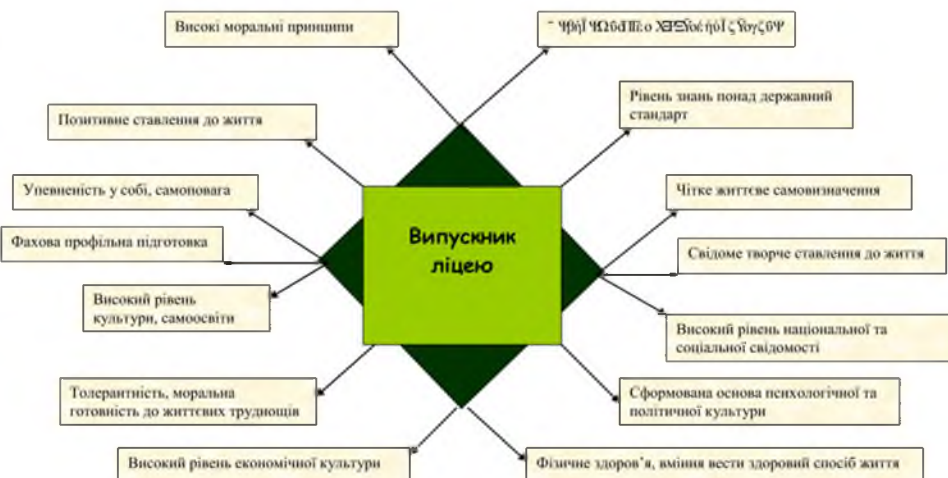 Високі моральні принципи
Позитивне ставлення до життя
Рівень знань понад державний
стандарт
Упевненість у собі, самоповага
Чітке життєве самовизначення
Фахова профільна підготовка
Випускник
ліцею
Свідоме творче ставлення до життя
Високий рівень
культури, самоосвіти
Високий рівень національної та
соціальної свідомості
Толерантність, моральна
готовність до життєвих труднощів
Сформована основа психологічної та
політичної культури
Високий рівень економічної культури
Фізичне здоров’я, вміння вести здоровий спосіб життя